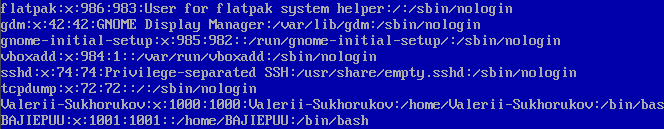 flatpak:x:986:983:User for flatpak system helper:/:/sbin/nologin
gdm:x:42:42:GNOME Display Manager:/var/lib/gdm:/sbin/nologin
gnome-initial-setup:x:985:982::/run/gnome-initial-setup/:/sbin/nologin
vboxadd:x:984:1::/var/run/vboxadd:/sbin/nologin
sshd:x:74:74:Privilege-separated SSH:/usr/share/empty.sshd:/sbin/nologin
tcpdump:x:72:72::/:/sbin/nologin
Valerii-Sukhorukov:x:1000:1000:Valerii-Sukhorukov:/home/Valerii-Sukhorukov:/bin/bas
BAJIEPUU:x:1001:1001::/home/BAJIEPUU:/bin/bash